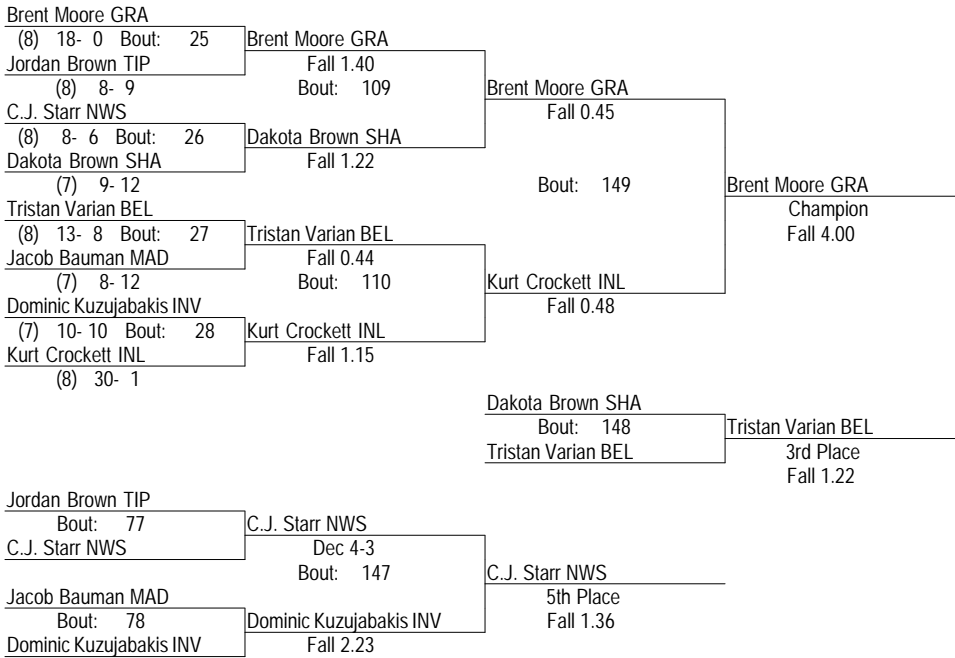 Brent Moore GRA
(8) 18- 0 Bout: 25 Brent Moore GRA
Jordan Brown TIP Fall 1.40
(8) 8- 9 Bout: 109 Brent Moore GRA
C.J. Starr NWS Fall 0.45
(8) 8- 6 Bout: 26 Dakota Brown SHA
Dakota Brown SHA Fall 1.22
(7) 9- 12 Bout: 149 Brent Moore GRA
Tristan Varian BEL Champion
(8) 13- 8 Bout: 27 Tristan Varian BEL Fall 4.00
Jacob Bauman MAD Fall 0.44
(7) 8- 12 Bout: 110 Kurt Crockett INL
Dominic Kuzujabakis INV Fall 0.48
(7) 10- 10 Bout: 28 Kurt Crockett INL
Kurt Crockett INL Fall 1.15
(8) 30- 1
Dakota Brown SHA
Bout: 148 Tristan Varian BEL
Tristan Varian BEL 3rd Place
Fall 1.22
Jordan Brown TIP
Bout: 77 C.J. Starr NWS
C.J. Starr NWS Dec 4-3
Bout: 147 C.J. Starr NWS
Jacob Bauman MAD 5th Place
Bout: 78 Dominic Kuzujabakis INV Fall 1.36
Dominic Kuzujabakis INV Fall 2.23